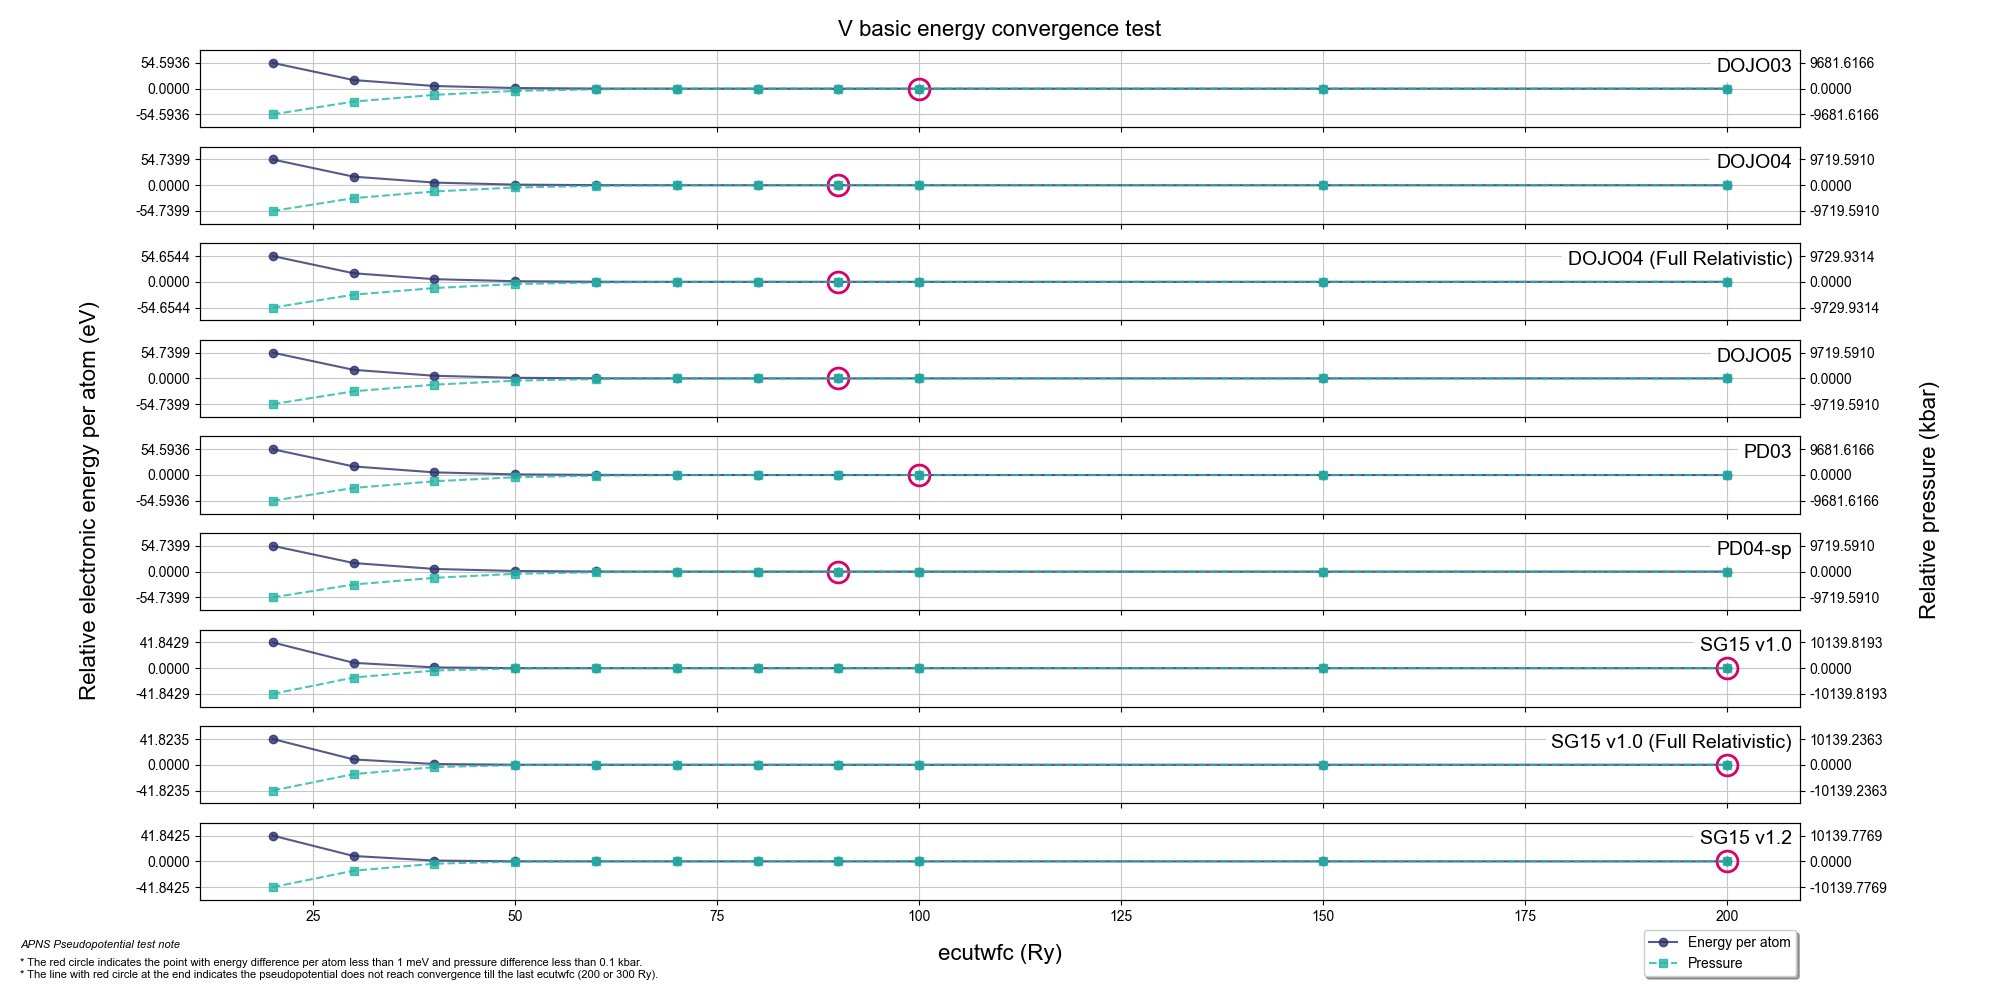 V basic energy convergence test
54.5936
0.0000
-54.5936
DOJO03
9681.6166
0.0000
-9681.6166
54.7399
0.0000
-54.7399
DOJO04
9719.5910
0.0000
-9719.5910
54.6544
0.0000
-54.6544
DOJO04 (Full Relativistic)
9729.9314
0.0000
-9729.9314
54.7399
0.0000
-54.7399
DOJO05
9719.5910
0.0000
-9719.5910
54.5936
0.0000
-54.5936
PD03
9681.6166
0.0000
-9681.6166
54.7399
0.0000
-54.7399
PD04-sp
9719.5910
0.0000
-9719.5910
41.8429
0.0000
-41.8429
SG15 v1.0
10139.8193
0.0000
-10139.8193
41.8235
0.0000
-41.8235
SG15 v1.0 (Full Relativistic)
10139.2363
0.0000
-10139.2363
41.8425
0.0000
-41.8425
SG15 v1.2
10139.7769
0.0000
-10139.7769
Relative electronic energy per atom (eV)
Relative pressure (kbar)
25 50 75 100 125 150 175 200
ecutwfc (Ry)
Energy per atom
Pressure
APNS Pseudopotential test note
* The red circle indicates the point with energy difference per atom less than 1 meV and pressure difference less than 0.1 kbar.
* The line with red circle at the end indicates the pseudopotential does not reach convergence till the last ecutwfc (200 or 300 Ry).